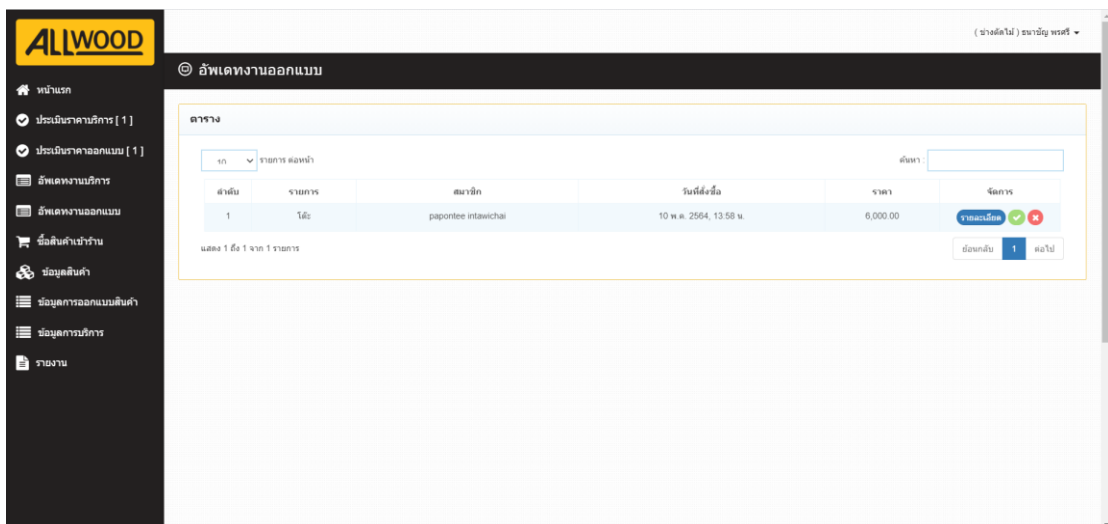 ALLWOOD
( ช่างตัดไม้ ) ธนาชัญ พรศรี
อัพเดทงานออกแบบ
หน้าแรก
ประเมินราคาบริการ [ 1 ]
ประเมินราคาออกแบบ [ 1 ]
อัพเดทงานบริการ
อัพเดทงานออกแบบ
ซื้อสินค้าเข้าร้าน
ข้อมูลสินค้า
ข้อมูลการออกแบบสินค้า
ข้อมูลการบริการ
รายงาน
ตาราง
รายการ ต่อหน้า
ค้นหา :
ลำดับ รายการ สมาชิก วันที่สั่งซื้อ ราคา จัดการ
1 โต๊ะ papontee intawichai 10 พ.ค. 2564, 13:58 น. 6,000.00 รายละเอียด
แสดง 1 ถึง 1 จาก 1 รายการ
ย้อนกลับ 1 ต่อไป